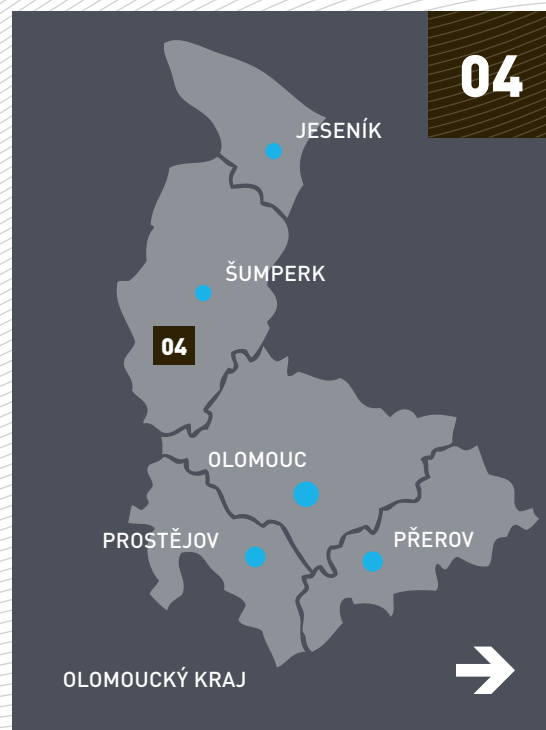 04
JESENÍK
ŠUMPERK
04
OLOMOUC
PROSTĚJOV
PŘEROV
OLOMOUCKÝ KRAJ